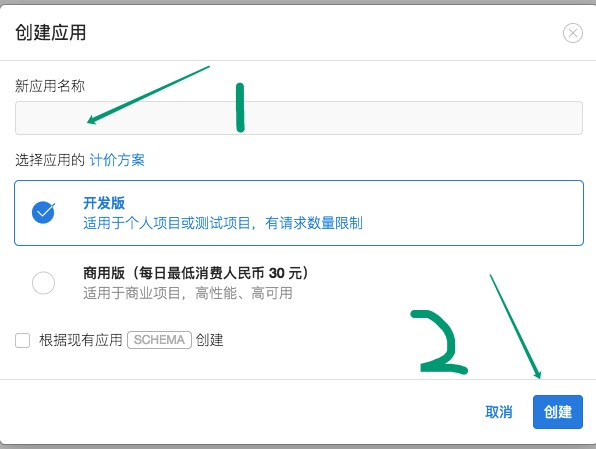 创建应用
新应用名称
1
选择应用的 计价方案
开发版
适用于个人项目或测试项目，有请求数量限制
商用版（每日最低消费人民币 30 元）
适用于商业项目，高性能、高可用
根据现有应用 SCHEMA 创建
2
取消 创建